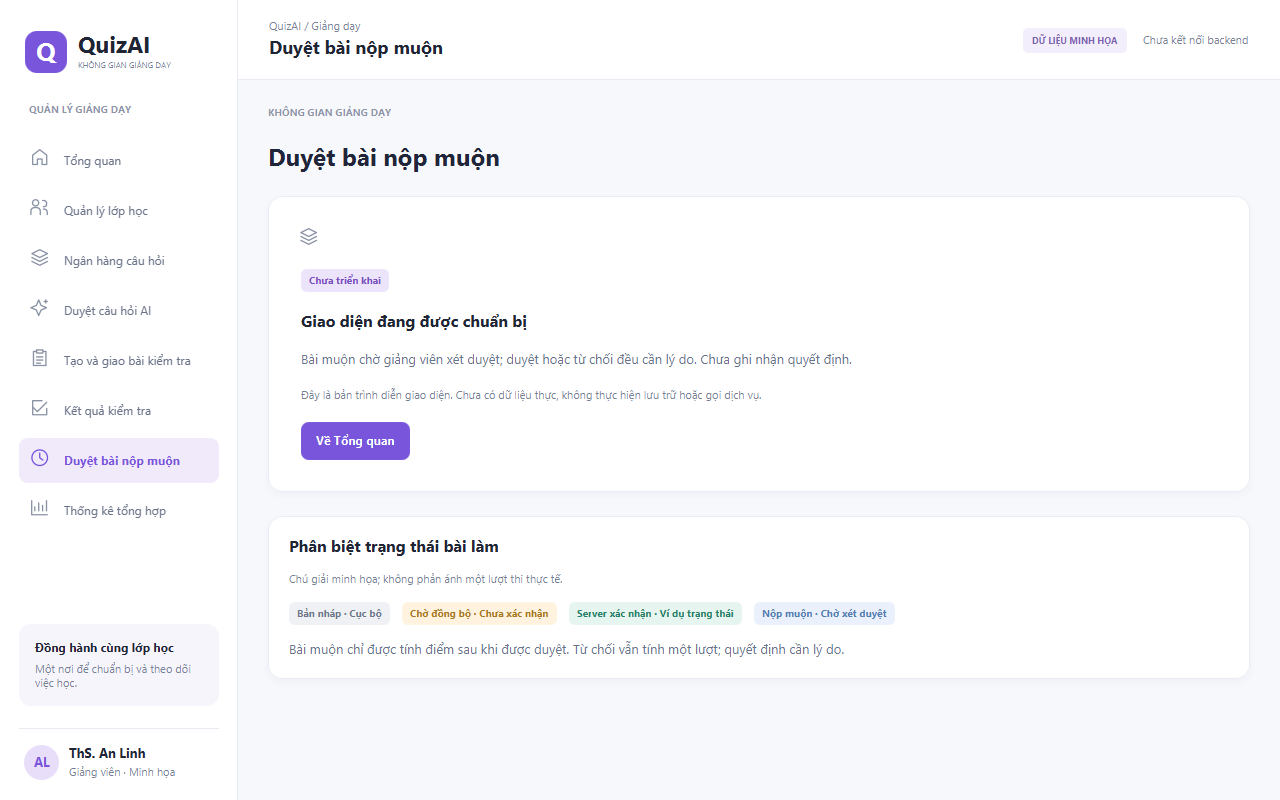 Q
QuizAI
KHÔNG GIAN GIẢNG DẠY
QUẢN LÝ GIẢNG DẠY
Tổng quan
Quản lý lớp học
Ngân hàng câu hỏi
Duyệt câu hỏi AI
Tạo và giao bài kiểm tra
Kết quả kiểm tra
Duyệt bài nộp muộn
Thống kê tổng hợp
Đồng hành cùng lớp học
Một nơi để chuẩn bị và theo dõi
việc học.
AL
ThS. An Linh
Giảng viên · Minh họa
QuizAI / Giảng dạy
Duyệt bài nộp muộn
DỮ LIỆU MINH HỌA
Chưa kết nối backend
KHÔNG GIAN GIẢNG DẠY
Duyệt bài nộp muộn
Chưa triển khai
Giao diện đang được chuẩn bị
Bài muộn chờ giảng viên xét duyệt; duyệt hoặc từ chối đều cần lý do. Chưa ghi nhận quyết định.
Đây là bản trình diễn giao diện. Chưa có dữ liệu thực, không thực hiện lưu trữ hoặc gọi dịch vụ.
Về Tổng quan
Phân biệt trạng thái bài làm
Chú giải minh họa; không phản ánh một lượt thi thực tế.
Bản nháp · Cục bộ
Chờ đồng bộ · Chưa xác nhận
Server xác nhận · Ví dụ trạng thái
Nộp muộn · Chờ xét duyệt
Bài muộn chỉ được tính điểm sau khi được duyệt. Từ chối vẫn tính một lượt; quyết định cần lý do.